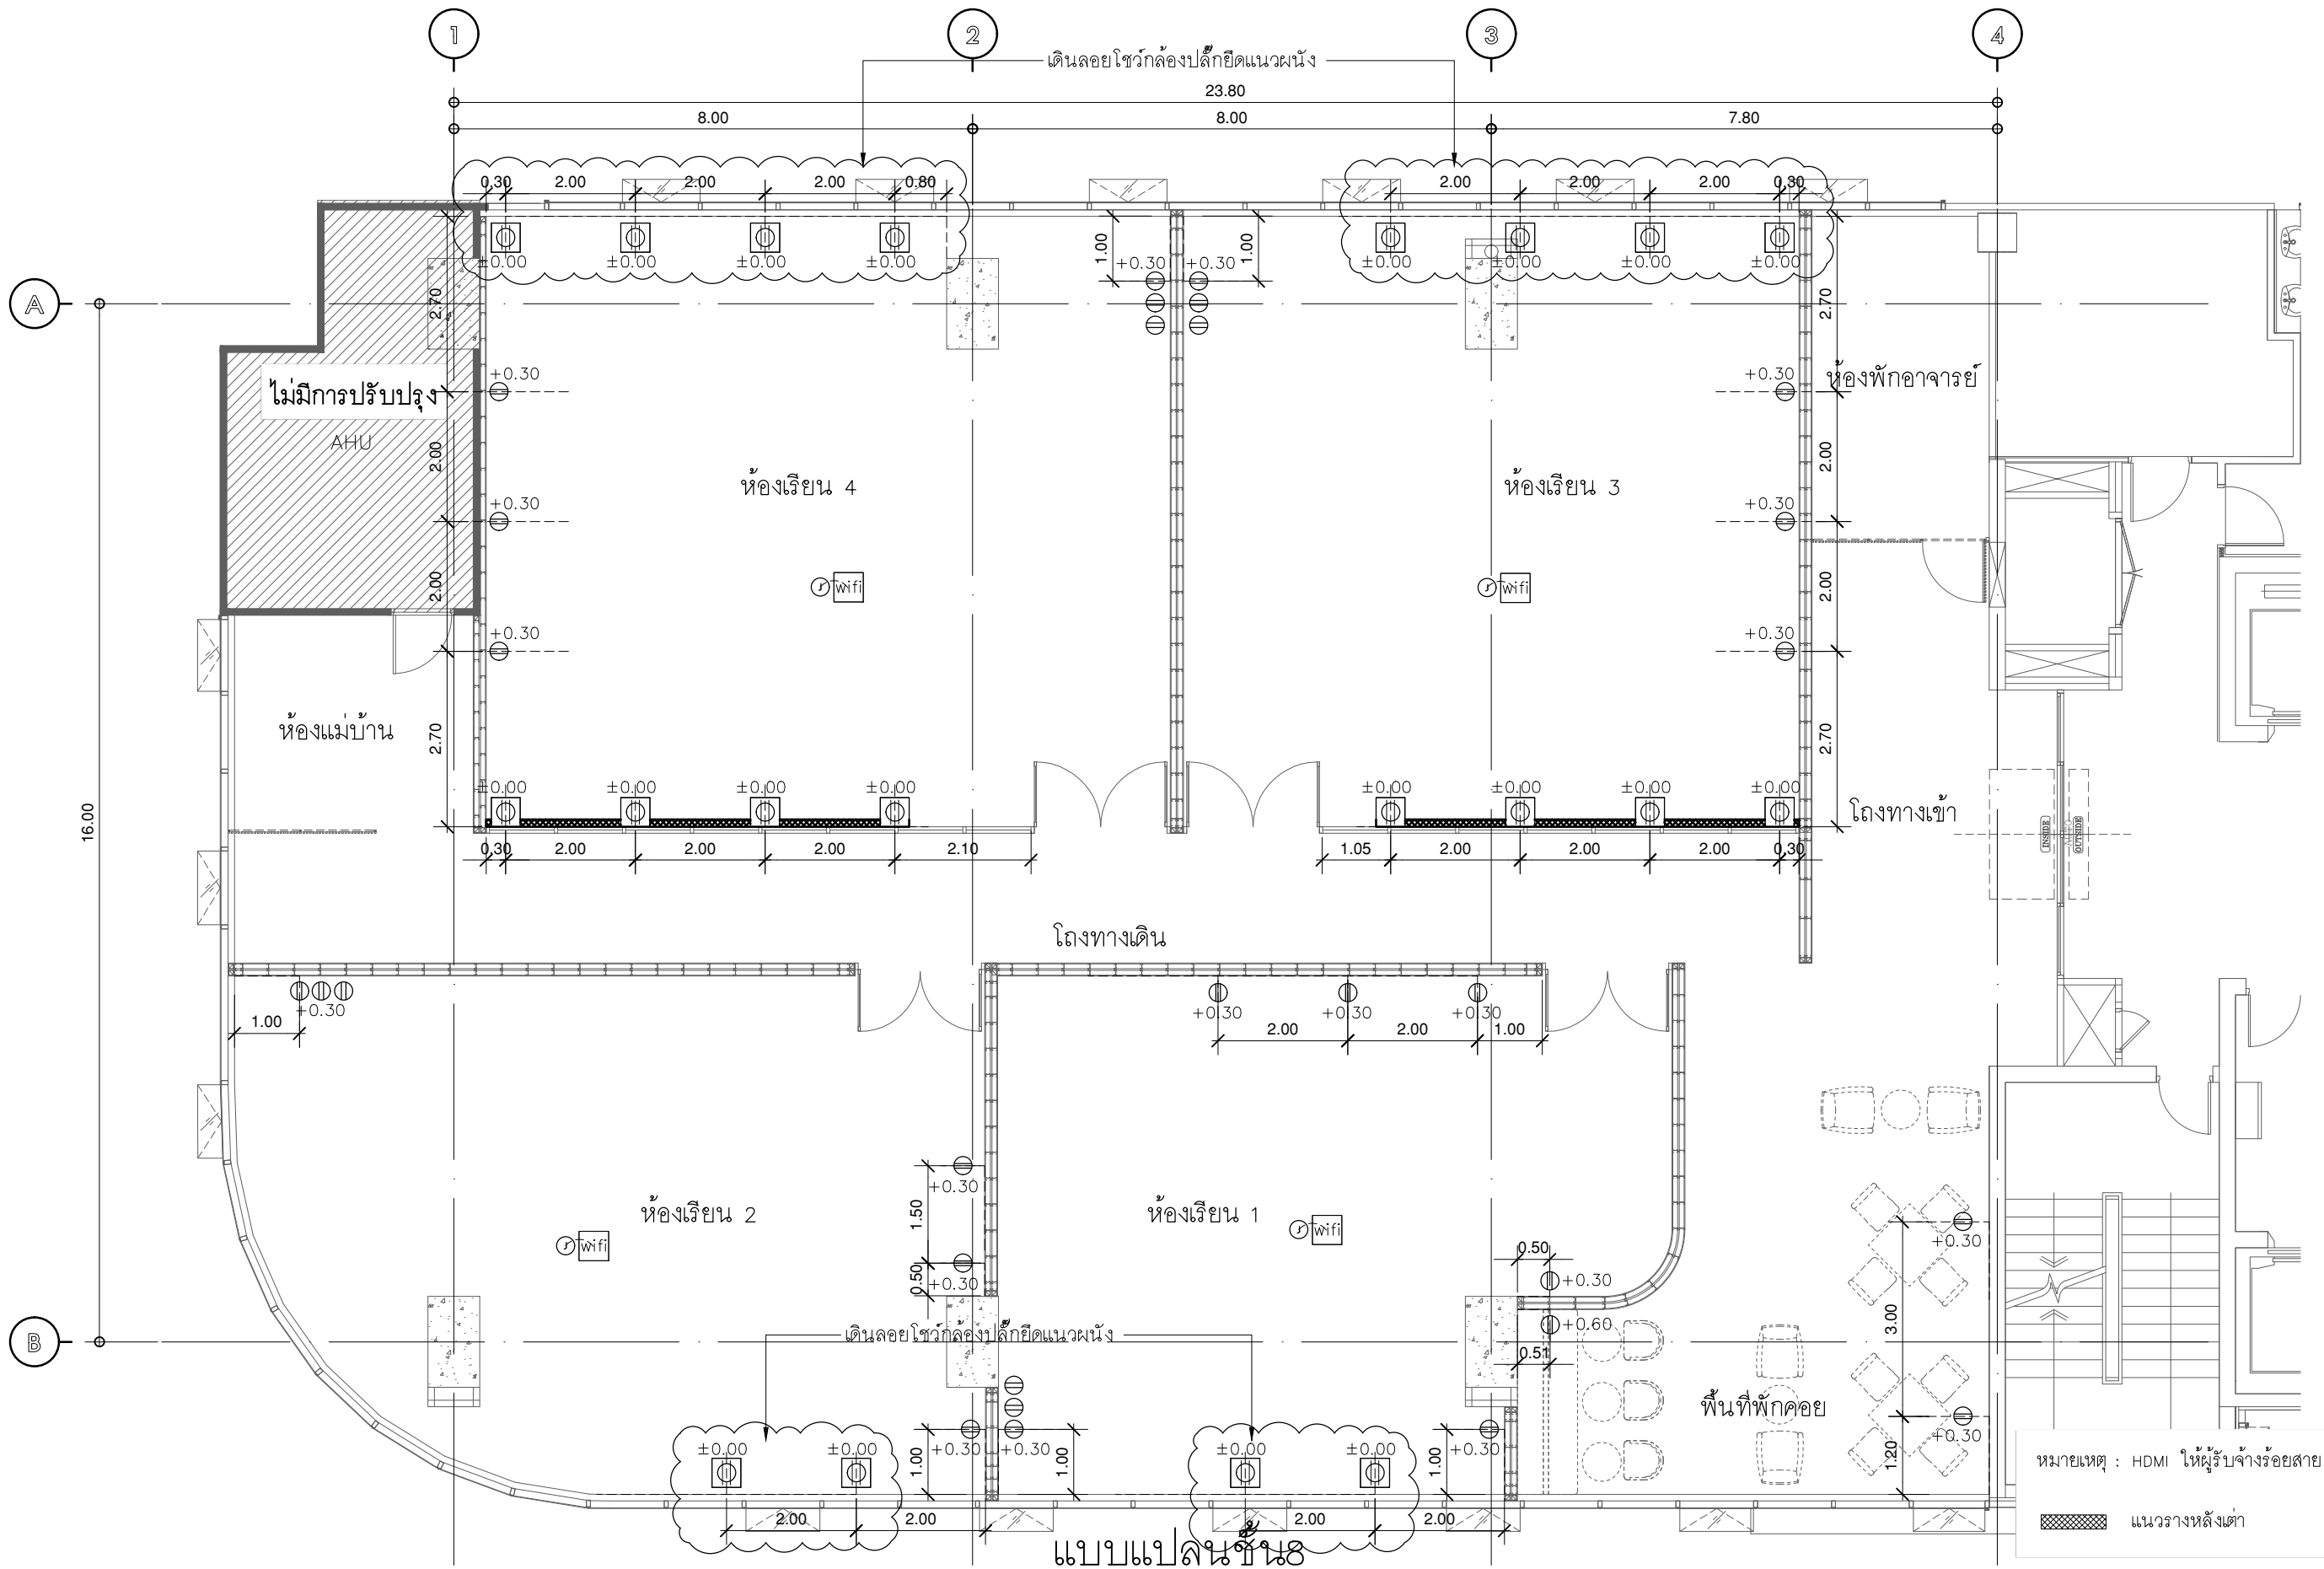 1 2 3 4
เดินลอยโชว์กล้องปลั๊กยึดแนวผนัง
23.80
8.00 8.00 7.80
0.30 2.00 2.00 2.00 0.80 2.00 2.00 2.00 0.30
±0.00 ±0.00 ±0.00 ±0.00 1.00 +0.30 +0.30 1.00 ±0.00 ±0.00 ±0.00 ±0.00
A
2.70 2.70
+0.30 +0.30
ไม่มีการปรับปรุง ห้องพักอาจารย์
AHU
2.00 2.00
ห้องเรียน 4 ห้องเรียน 3
+0.30 +0.30
2.00 wifi wifi 2.00
+0.30 +0.30
ห้องแม่บ้าน 2.70 2.70
±0.00 ±0.00 ±0.00 ±0.00 ±0.00 ±0.00 ±0.00 ±0.00
16.00 โถงทางเข้า
INSIDE AUTO OUTSIDE
0.30 2.00 2.00 2.00 2.10 1.05 2.00 2.00 2.00 0.30
โถงทางเดิน
+0.30 +0.30 +0.30 +0.30
1.00 2.00 2.00 1.00
+0.30
ห้องเรียน 2 1.50 ห้องเรียน 1
wifi wifi +0.30
0.50
0.50 +0.30 +0.30
B
เดินลอยโชว์กล้องปลั๊กยึดแนวผนัง +0.60 3.00
0.51
พื้นที่พักคอย
±0.00 ±0.00 1.00 +0.30 +0.30 1.00 ±0.00 ±0.00 1.00 +0.30 1.20 +0.30
หมายเหตุ : HDMI ให้ผู้รับจ้างร้อยสาย
2.00 2.00 2.00 2.00
แนวรางหลังเต่า
แบบแปลนชั้น8